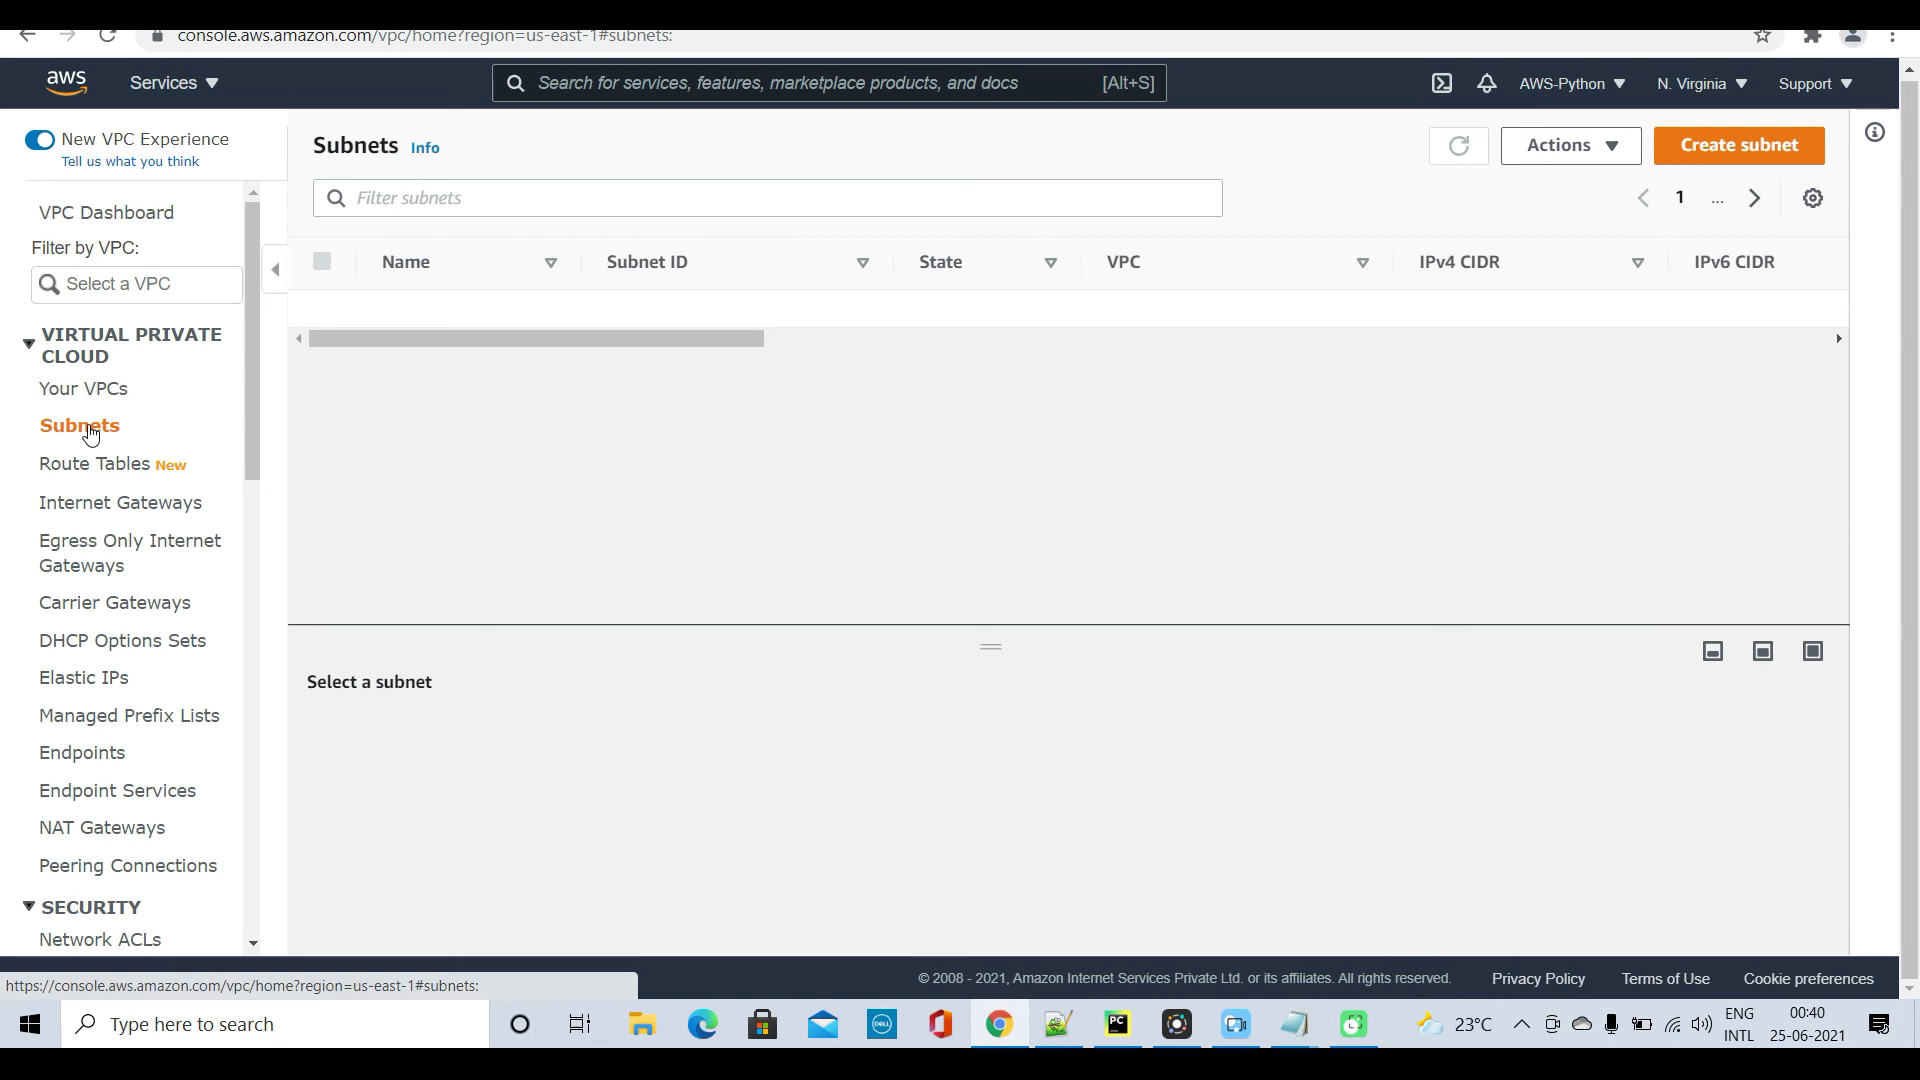 console.aws.amazon.com/vpc/home?region=us-east-1#subnets:
aws
Services
Search for services, features, marketplace products, and docs
[Alt+S]
AWS-Python
N. Virginia
Support
New VPC Experience
Tell us what you think
VPC Dashboard
Filter by VPC:
Select a VPC
VIRTUAL PRIVATE
CLOUD
Your VPCs
Subnets
Route Tables New
Internet Gateways
Egress Only Internet
Gateways
Carrier Gateways
DHCP Options Sets
Elastic IPs
Managed Prefix Lists
Endpoints
Endpoint Services
NAT Gateways
Peering Connections
SECURITY
Network ACLs
Subnets Info
Actions
Create subnet
Filter subnets
1
...
Name
Subnet ID
State
VPC
IPv4 CIDR
IPv6 CIDR
Select a subnet
https://console.aws.amazon.com/vpc/home?region=us-east-1#subnets:
© 2008 - 2021, Amazon Internet Services Private Ltd. or its affiliates. All rights reserved.
Privacy Policy
Terms of Use
Cookie preferences
Type here to search
DELL
PC
23°C
ENG
INTL
00:40
25-06-2021